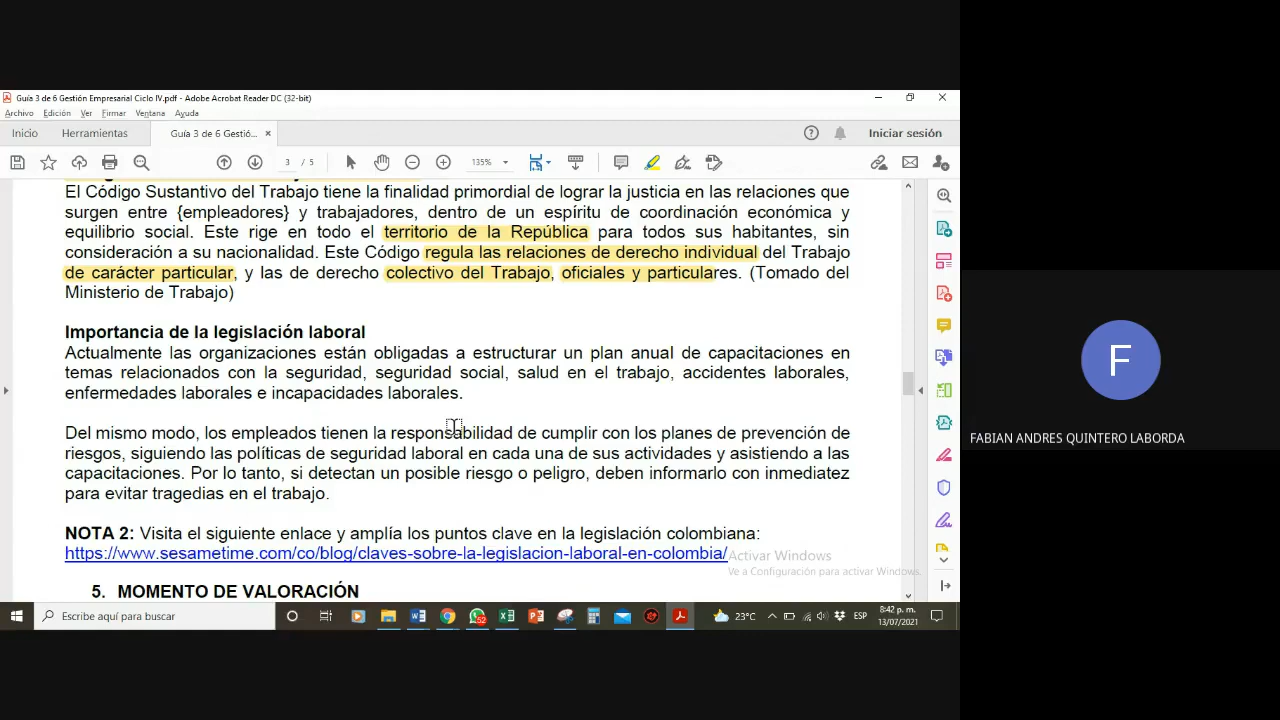 Guía 3 de 6 Gestión Empresarial Ciclo IV.pdf - Adobe Acrobat Reader DC (32-bit)
Archivo Edición Ver Firmar Ventana Ayuda
Inicio Herramientas Guía 3 de 6 Gestió... × Iniciar sesión
3 / 5 135%
El Código Sustantivo del Trabajo tiene la finalidad primordial de lograr la justicia en las relaciones que
surgen entre {empleadores} y trabajadores, dentro de un espíritu de coordinación económica y
equilibrio social. Este rige en todo el territorio de la República para todos sus habitantes, sin
consideración a su nacionalidad. Este Código regula las relaciones de derecho individual del Trabajo
de carácter particular, y las de derecho colectivo del Trabajo, oficiales y particulares. (Tomado del
Ministerio de Trabajo)
Importancia de la legislación laboral
Actualmente las organizaciones están obligadas a estructurar un plan anual de capacitaciones en
temas relacionados con la seguridad, seguridad social, salud en el trabajo, accidentes laborales,
enfermedades laborales e incapacidades laborales.
Del mismo modo, los empleados tienen la responsabilidad de cumplir con los planes de prevención de
riesgos, siguiendo las políticas de seguridad laboral en cada una de sus actividades y asistiendo a las
capacitaciones. Por lo tanto, si detectan un posible riesgo o peligro, deben informarlo con inmediatez
para evitar tragedias en el trabajo.
NOTA 2: Visita el siguiente enlace y amplía los puntos clave en la legislación colombiana:
https://www.sesametime.com/co/blog/claves-sobre-la-legislacion-laboral-en-colombia/
Activar Windows
Ve a Configuración para activar Windows.
5. MOMENTO DE VALORACIÓN
Escribe aquí para buscar
52
23°C
ESP
8:42 p. m.
13/07/2021
F
FABIAN ANDRES QUINTERO LABORDA